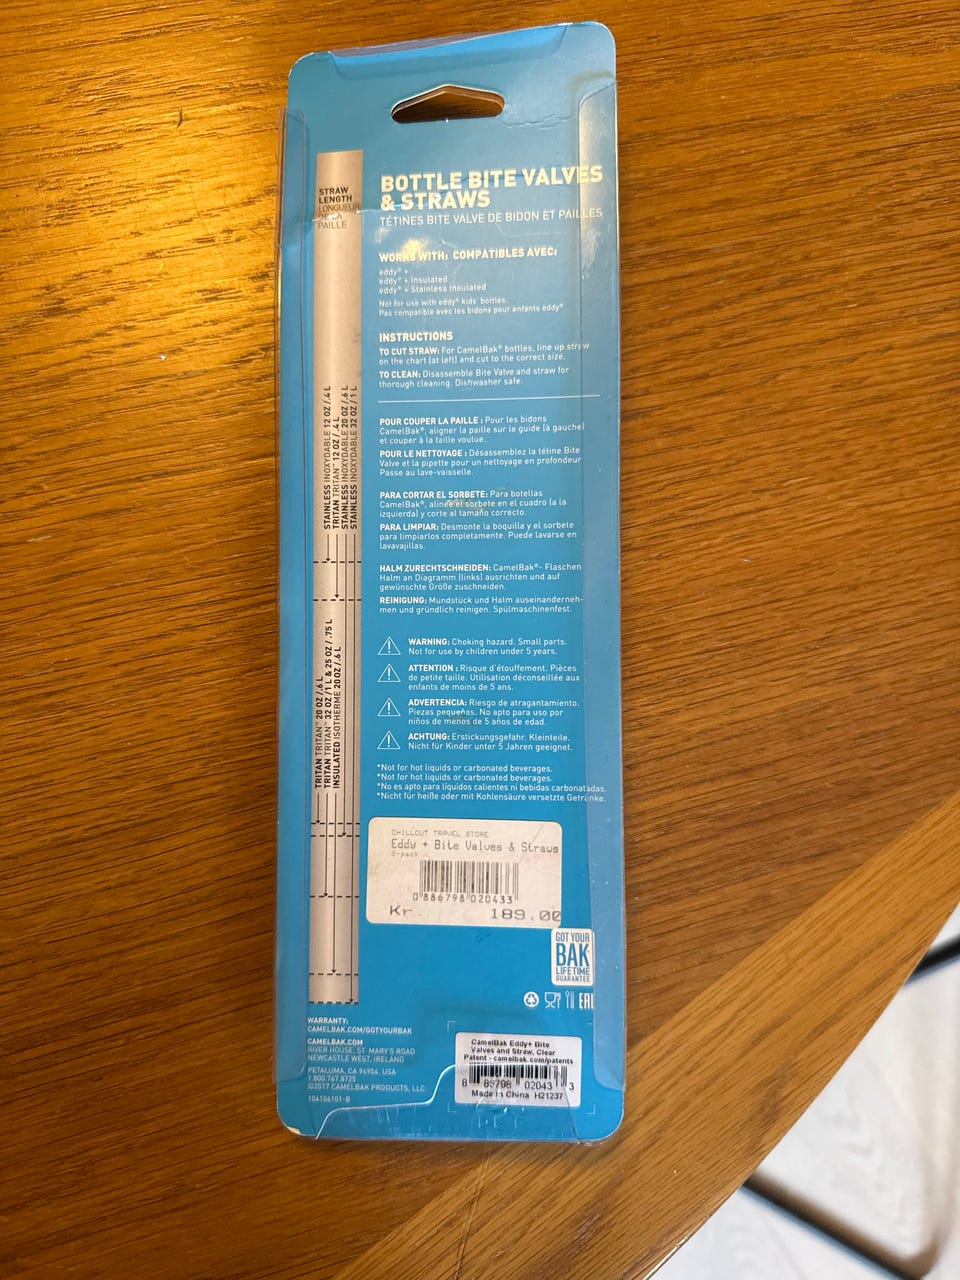 STRAW
LENGTH
LONGUEUR
DE LA
PAILLE
STAINLESS INOXYDABLE 12 OZ / .4 L
TRITAN TRITAN™ 12 OZ / .4 L
STAINLESS INOXYDABLE 20 OZ / .6 L
STAINLESS INOXYDABLE 32 OZ / 1 L
TRITAN TRITAN™ 20 OZ / .6 L
TRITAN TRITAN™ 32 OZ / 1 L & 25 OZ / .75 L
INSULATED ISOTHERME 20 OZ / .6 L
BOTTLE BITE VALVES
& STRAWS
TÉTINES BITE VALVE DE BIDON ET PAILLES
WORKS WITH: COMPATIBLES AVEC:
eddy® +
eddy® + Insulated
eddy® + Stainless Insulated
Not for use with eddy® kids' bottles.
Pas compatible avec les bidons pour enfants eddy®
INSTRUCTIONS
TO CUT STRAW: For CamelBak® bottles, line up straw
on the chart (at left) and cut to the correct size.
TO CLEAN: Disassemble Bite Valve and straw for
thorough cleaning. Dishwasher safe.
POUR COUPER LA PAILLE : Pour les bidons
CamelBak®, aligner la paille sur le guide (à gauche)
et couper à la taille voulue.
POUR LE NETTOYAGE : Désassemblez la tétine Bite
Valve et la pipette pour un nettoyage en profondeur
Passe au lave-vaisselle.
PARA CORTAR EL SORBETE: Para botellas
CamelBak®, alinée el sorbete en el cuadro (a la
izquierda) y corte al tamaño correcto.
PARA LIMPIAR: Desmonte la boquilla y el sorbete
para limpiarlos completamente. Puede lavarse en
lavavajillas.
HALM ZURECHTSCHNEIDEN: CamelBak®- Flaschen
Halm an Diagramm (links) ausrichten und auf
gewünschte Größe zuschneiden.
REINIGUNG: Mundstück und Halm auseinanderneh-
men und gründlich reinigen. Spülmaschinenfest.
WARNING: Choking hazard. Small parts.
Not for use by children under 5 years.
ATTENTION : Risque d'étouffement. Pièces
de petite taille. Utilisation déconseillée aux
enfants de moins de 5 ans.
ADVERTENCIA: Riesgo de atragantamiento.
Piezas pequeñas. No apto para uso por
niños de menos de 5 años de edad.
ACHTUNG: Erstickungsgefahr. Kleinteile.
Nicht für Kinder unter 5 Jahren geeignet.
*Not for hot liquids or carbonated beverages.
*Not for hot liquids or carbonated beverages.
*No es apto para líquidos calientes ni bebidas carbonatadas.
*Nicht für heiße oder mit Kohlensäure versetzte Getränke.
CHILLOUT TRAVEL STORE
Eddy + Bite Valves & Straws
2-pack
0 886798 020433
Kr. 189.00
GOT YOUR
BAK
LIFETIME
GUARANTEE
EAC
WARRANTY:
CAMELBAK.COM/GOTYOURBAK
CAMELBAK.COM
RIVER HOUSE, ST. MARY'S ROAD
NEWCASTLE WEST, IRELAND
PETALUMA, CA 94954, USA
1.800.767.8725
©2017 CAMELBAK PRODUCTS, LLC.
104106101-B
CamelBak Eddy+ Bite
Valves and Straw, Clear
Patent - camelbak.com/patents
8 86798 02043 3
Made in China H21237